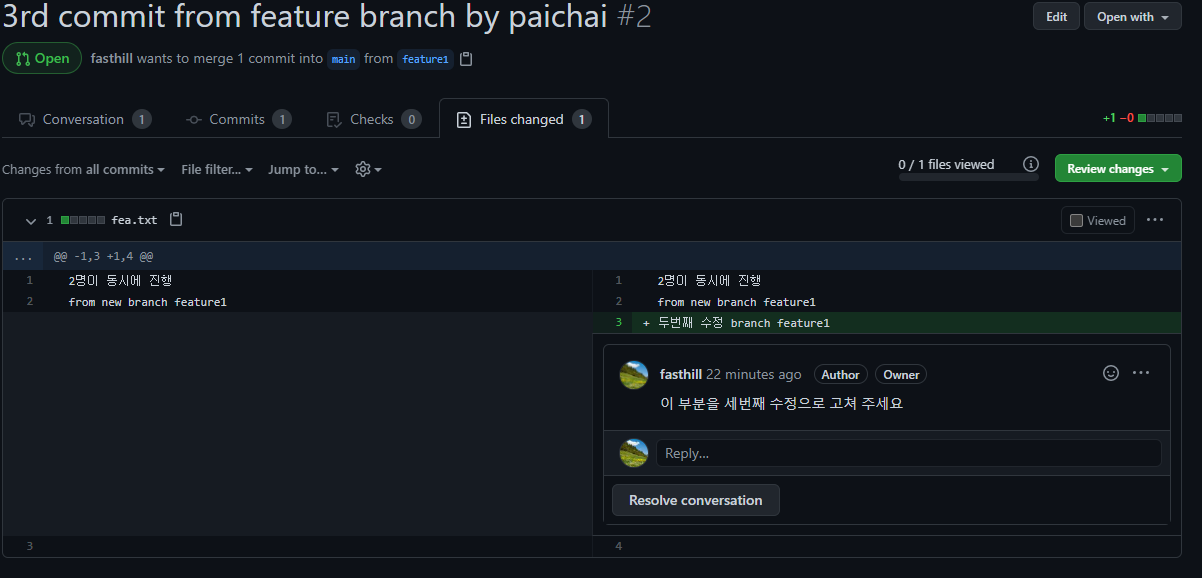 3rd commit from feature branch by paichai #2
Edit
Open with
Open
fasthill wants to merge 1 commit into main from feature1
Conversation 1
Commits 1
Checks 0
Files changed 1
+1 −0
Changes from all commits
File filter...
Jump to...
0 / 1 files viewed
Review changes
1 fea.txt
Viewed
... @@ -1,3 +1,4 @@
1 2명이 동시에 진행
1 2명이 동시에 진행
2 from new branch feature1
2 from new branch feature1
3 + 두번째 수정 branch feature1
fasthill 22 minutes ago Author Owner
이 부분을 세번째 수정으로 고쳐 주세요
Reply...
Resolve conversation
3
4